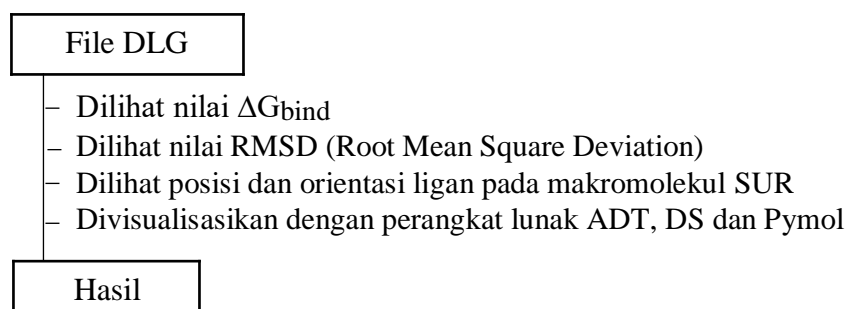 File DLG
– Dilihat nilai ΔGbind
– Dilihat nilai RMSD (Root Mean Square Deviation)
– Dilihat posisi dan orientasi ligan pada makromolekul SUR
– Divisualisasikan dengan perangkat lunak ADT, DS dan Pymol
Hasil